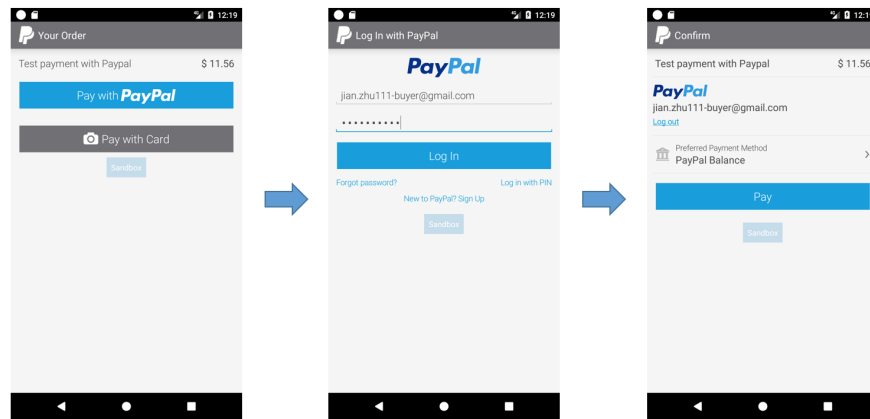 12:19
Your Order
Test payment with Paypal $ 11.56
Pay with PayPal
Pay with Card
Sandbox
12:19
Log In with PayPal
PayPal
jian.zhu111-buyer@gmail.com
••••••••••
Log In
Forgot password? Log in with PIN
New to PayPal? Sign Up
Sandbox
12:19
Confirm
Test payment with Paypal $ 11.56
PayPal
jian.zhu111-buyer@gmail.com
Log out
Preferred Payment Method
PayPal Balance
Pay
Sandbox